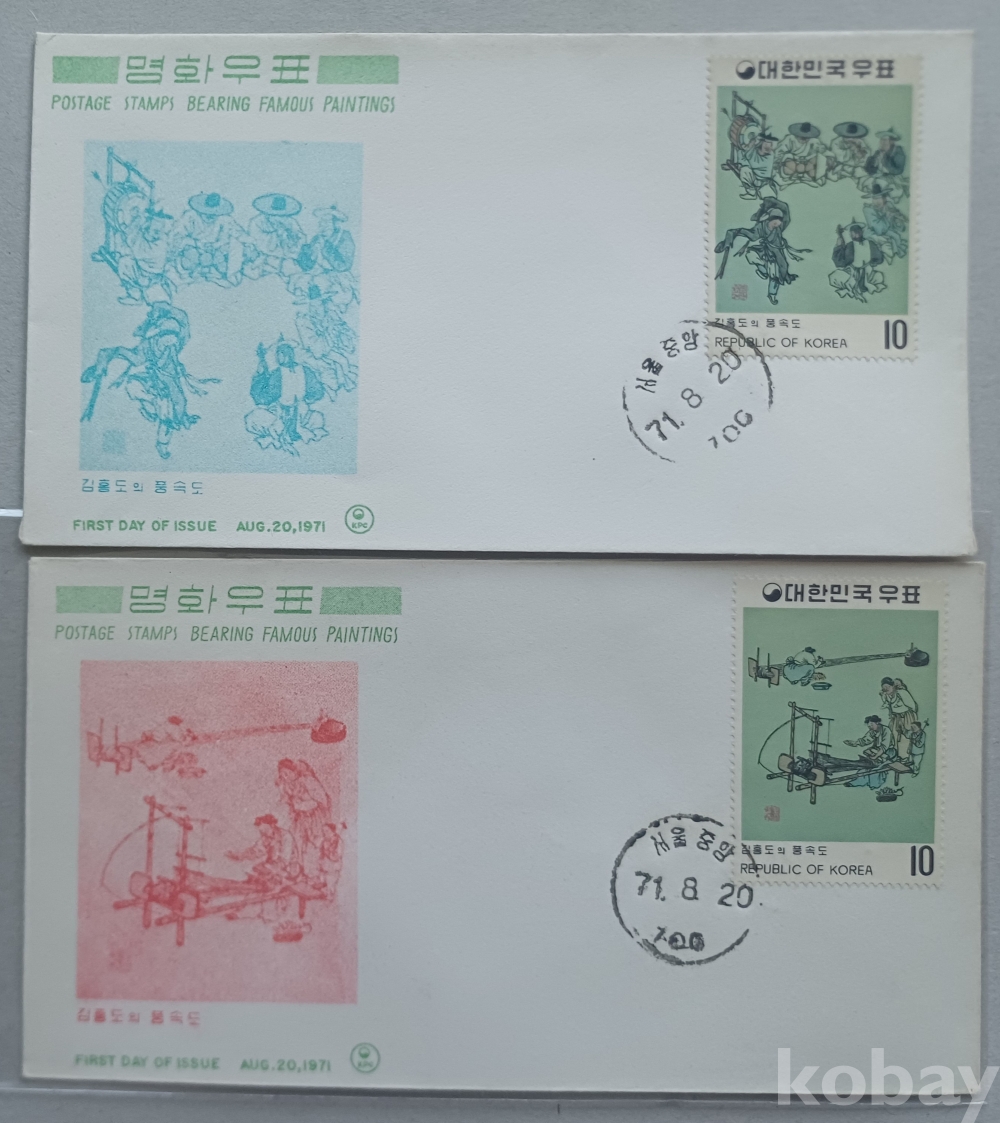 명화우표
POSTAGE STAMPS BEARING FAMOUS PAINTINGS
대한민국우표
김홍도의 풍속도
10
REPUBLIC OF KOREA
서울중앙
71. 8 20
100
김홍도의 풍속도
FIRST DAY OF ISSUE AUG.20,1971
KPC
명화우표
POSTAGE STAMPS BEARING FAMOUS PAINTINGS
대한민국우표
김홍도의 풍속도
10
REPUBLIC OF KOREA
서울중앙
71. 8 20.
100
김홍도의 풍속도
FIRST DAY OF ISSUE AUG.20,1971
KPC
kobay